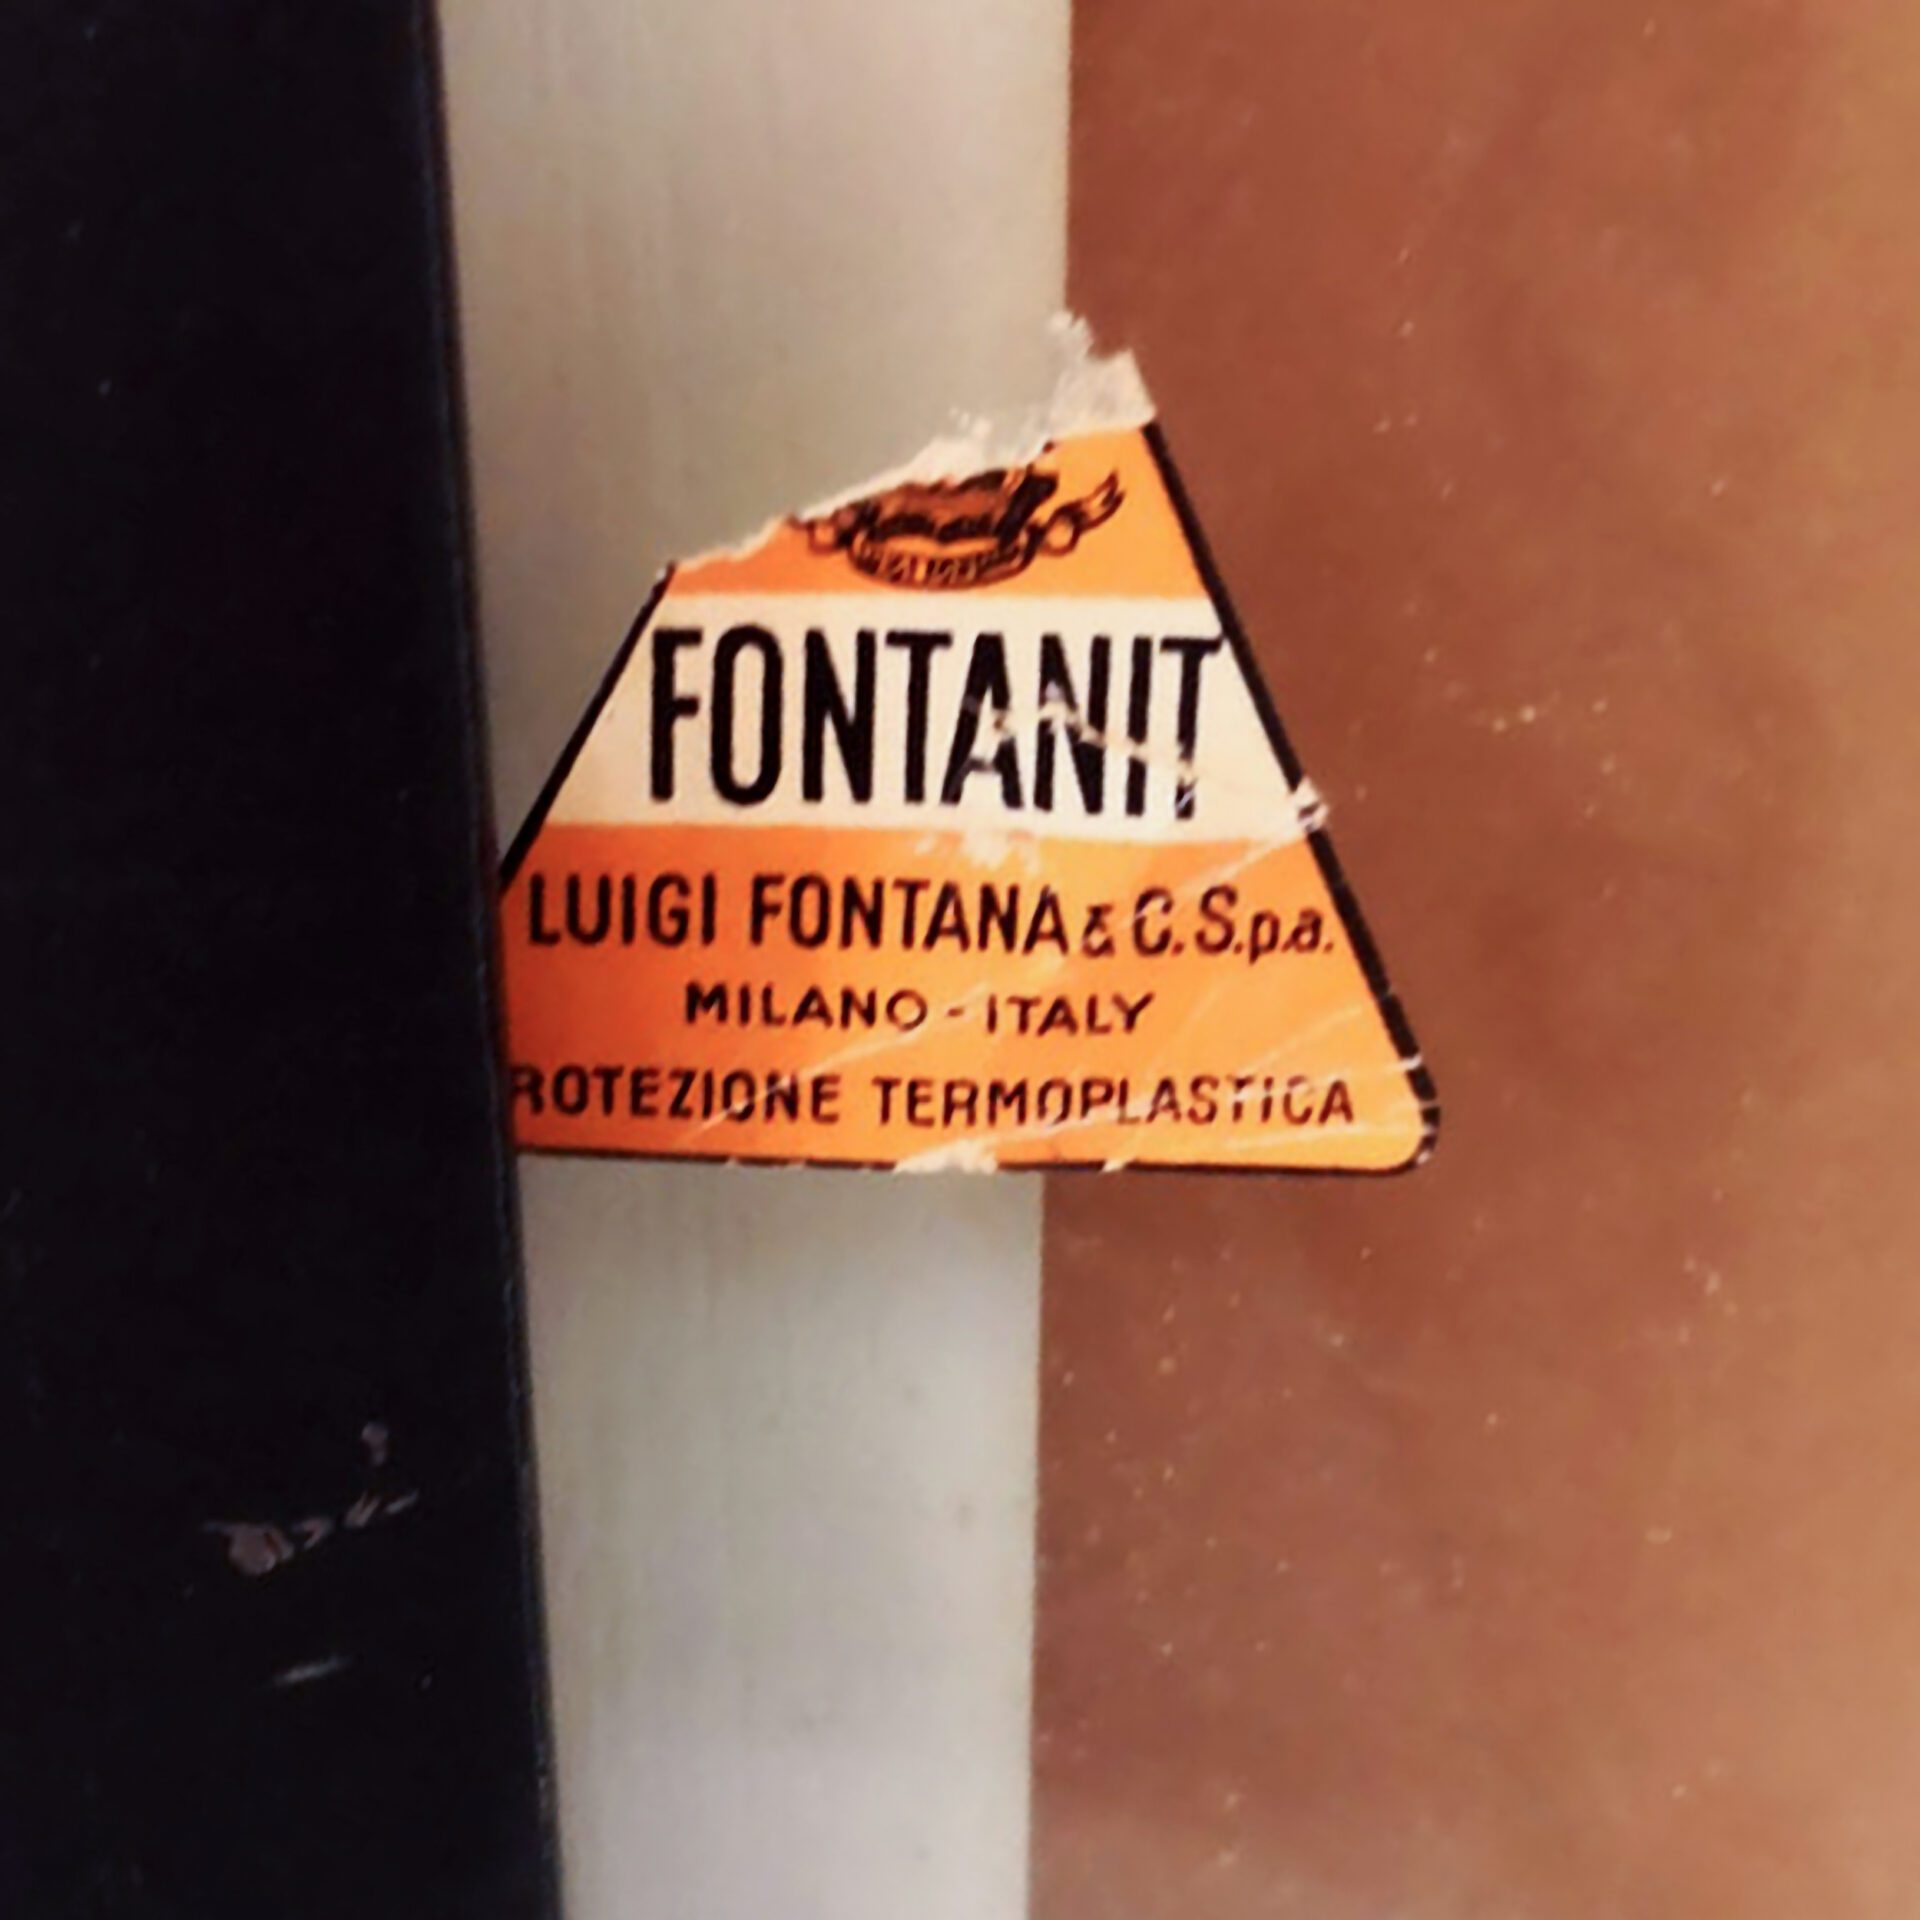 FONTANIT
LUIGI FONTANA & C. S.p.a.
MILANO - ITALY
ROTEZIONE TERMOPLASTICA